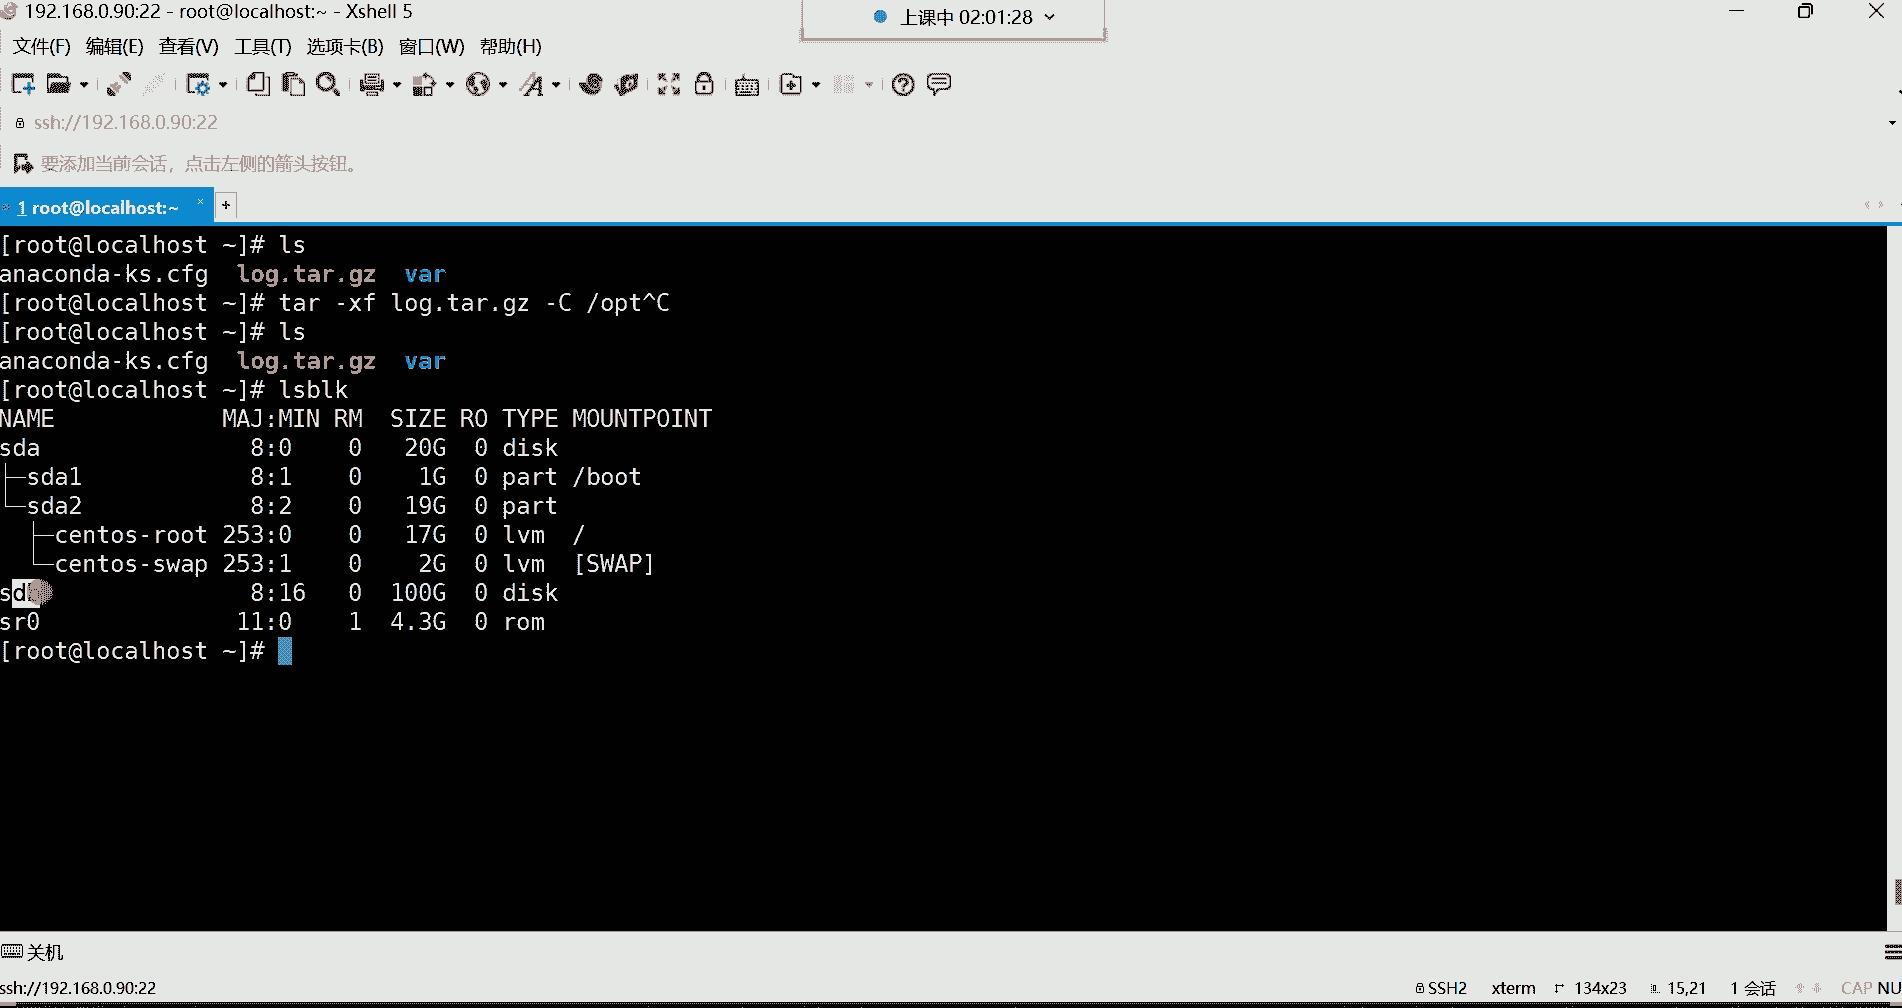 192.168.0.90:22 - root@localhost:~ - Xshell 5
上课中 02:01:28
文件(F) 编辑(E) 查看(V) 工具(T) 选项卡(B) 窗口(W) 帮助(H)
ssh://192.168.0.90:22
要添加当前会话，点击左侧的箭头按钮。
1 root@localhost:~ × +
[root@localhost ~]# ls
anaconda-ks.cfg log.tar.gz var
[root@localhost ~]# tar -xf log.tar.gz -C /opt^C
[root@localhost ~]# ls
anaconda-ks.cfg log.tar.gz var
[root@localhost ~]# lsblk
NAME MAJ:MIN RM SIZE RO TYPE MOUNTPOINT
sda 8:0 0 20G 0 disk
├─sda1 8:1 0 1G 0 part /boot
└─sda2 8:2 0 19G 0 part
├─centos-root 253:0 0 17G 0 lvm /
└─centos-swap 253:1 0 2G 0 lvm [SWAP]
8:16 0 100G 0 disk
sr0 11:0 1 4.3G 0 rom
[root@localhost ~]#
关机
ssh://192.168.0.90:22
SSH2 xterm 134x23 15,21 1 会话 CAP NU